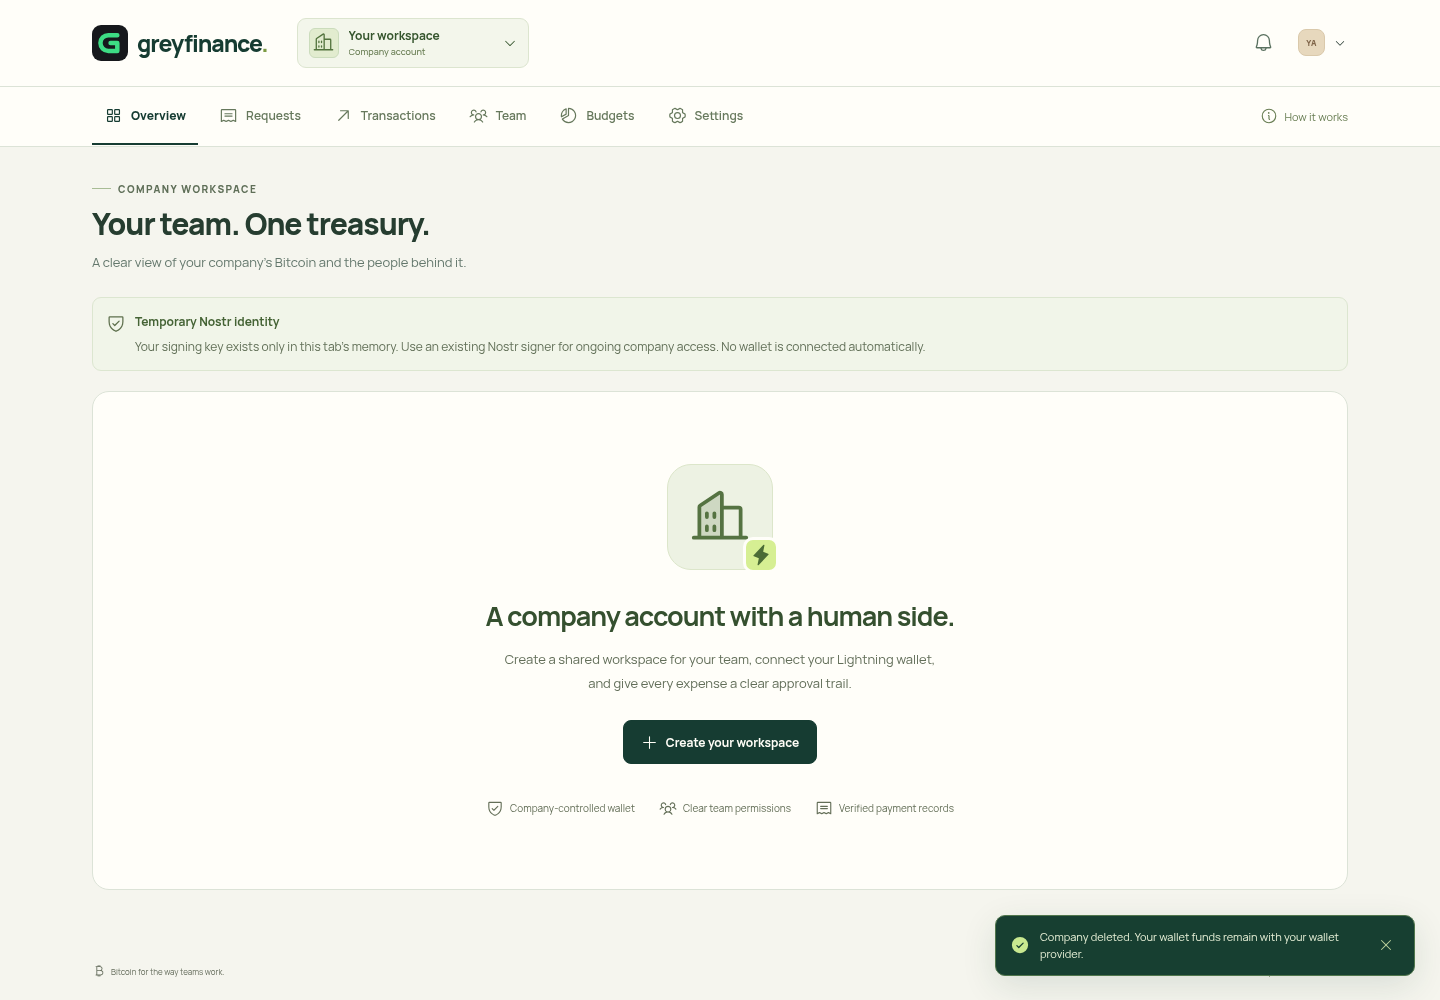 greyfinance.
Your workspace
Company account
YA
Overview
Requests
Transactions
Team
Budgets
Settings
How it works
COMPANY WORKSPACE
Your team. One treasury.
A clear view of your company's Bitcoin and the people behind it.
Temporary Nostr identity
Your signing key exists only in this tab's memory. Use an existing Nostr signer for ongoing company access. No wallet is connected automatically.
A company account with a human side.
Create a shared workspace for your team, connect your Lightning wallet,
and give every expense a clear approval trail.
Create your workspace
Company-controlled wallet
Clear team permissions
Verified payment records
Company deleted. Your wallet funds remain with your wallet
provider.
Bitcoin for the way teams work.